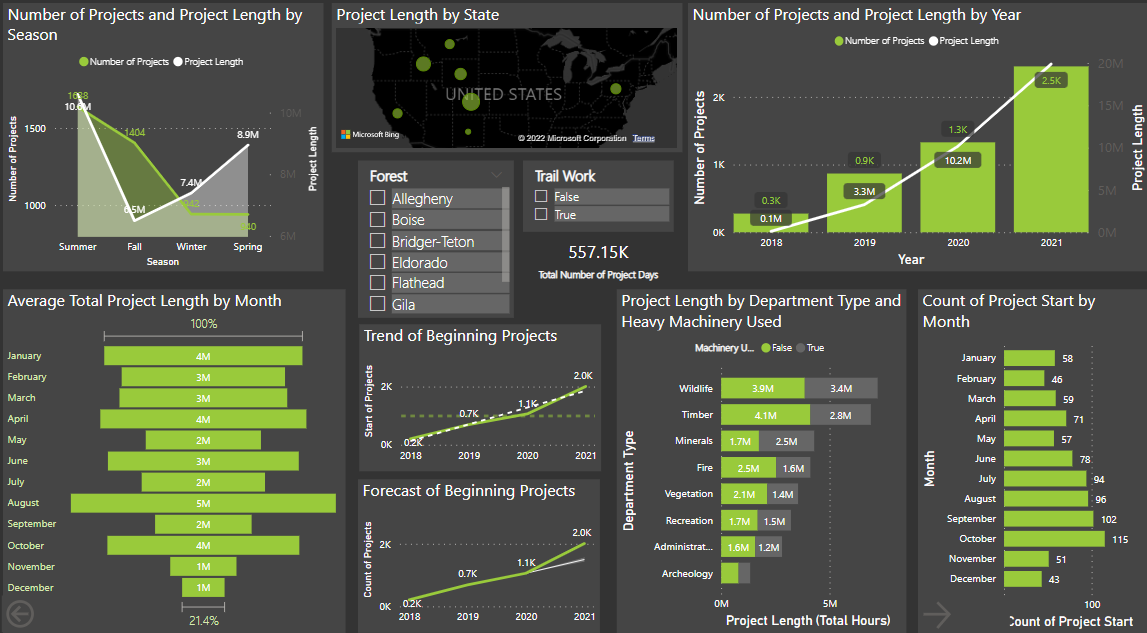 Number of Projects and Project Length by
Season
Number of Projects Project Length
Number of Projects
1500
1000
10M
8M
6M
Project Length
1404
7.4M
8.9M
Summer Fall Winter Spring
Season
Project Length by State
UNITED STATES
Microsoft Bing
© 2022 Microsoft Corporation Terms
Number of Projects and Project Length by Year
Number of Projects Project Length
Number of Projects
2K
1K
0K
20M
15M
10M
5M
0M
Project Length
0.3K
0.1M
0.9K
3.3M
1.3K
10.2M
2.5K
2018 2019 2020 2021
Year
Forest
Allegheny
Boise
Bridger-Teton
Eldorado
Flathead
Gila
Trail Work
False
True
557.15K
Total Number of Project Days
Average Total Project Length by Month
100%
January 4M
February 3M
March 3M
April 4M
May 2M
June 3M
July 2M
August 5M
September 2M
October 4M
November 1M
December 1M
21.4%
Trend of Beginning Projects
Start of Projects
2K
0K
0.2K
0.7K
1.1K
2.0K
2018 2019 2020 2021
Forecast of Beginning Projects
Count of Projects
2K
0K
0.2K
0.7K
1.1K
2.0K
2018 2019 2020 2021
Project Length by Department Type and
Heavy Machinery Used
Machinery U... False True
Department Type
Wildlife 3.9M 3.4M
Timber 4.1M 2.8M
Minerals 1.7M 2.5M
Fire 2.5M 1.6M
Vegetation 2.1M 1.4M
Recreation 1.7M 1.5M
Administrat... 1.6M 1.2M
Archeology
0M 5M
Project Length (Total Hours)
Count of Project Start by
Month
Month
January 58
February 46
March 59
April 71
May 57
June 78
July 94
August 96
September 102
October 115
November 51
December 43
100
Count of Project Start